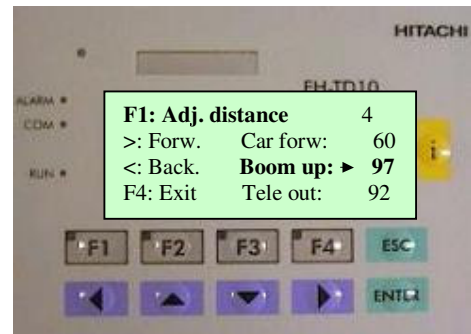 HITACHI
EH-TD10
ALARM
COM
RUN
F1: Adj. distance 4
>: Forw. Car forw: 60
<: Back. Boom up: ► 97
F4: Exit Tele out: 92
i
F1 F2 F3 F4 ESC
ENTER